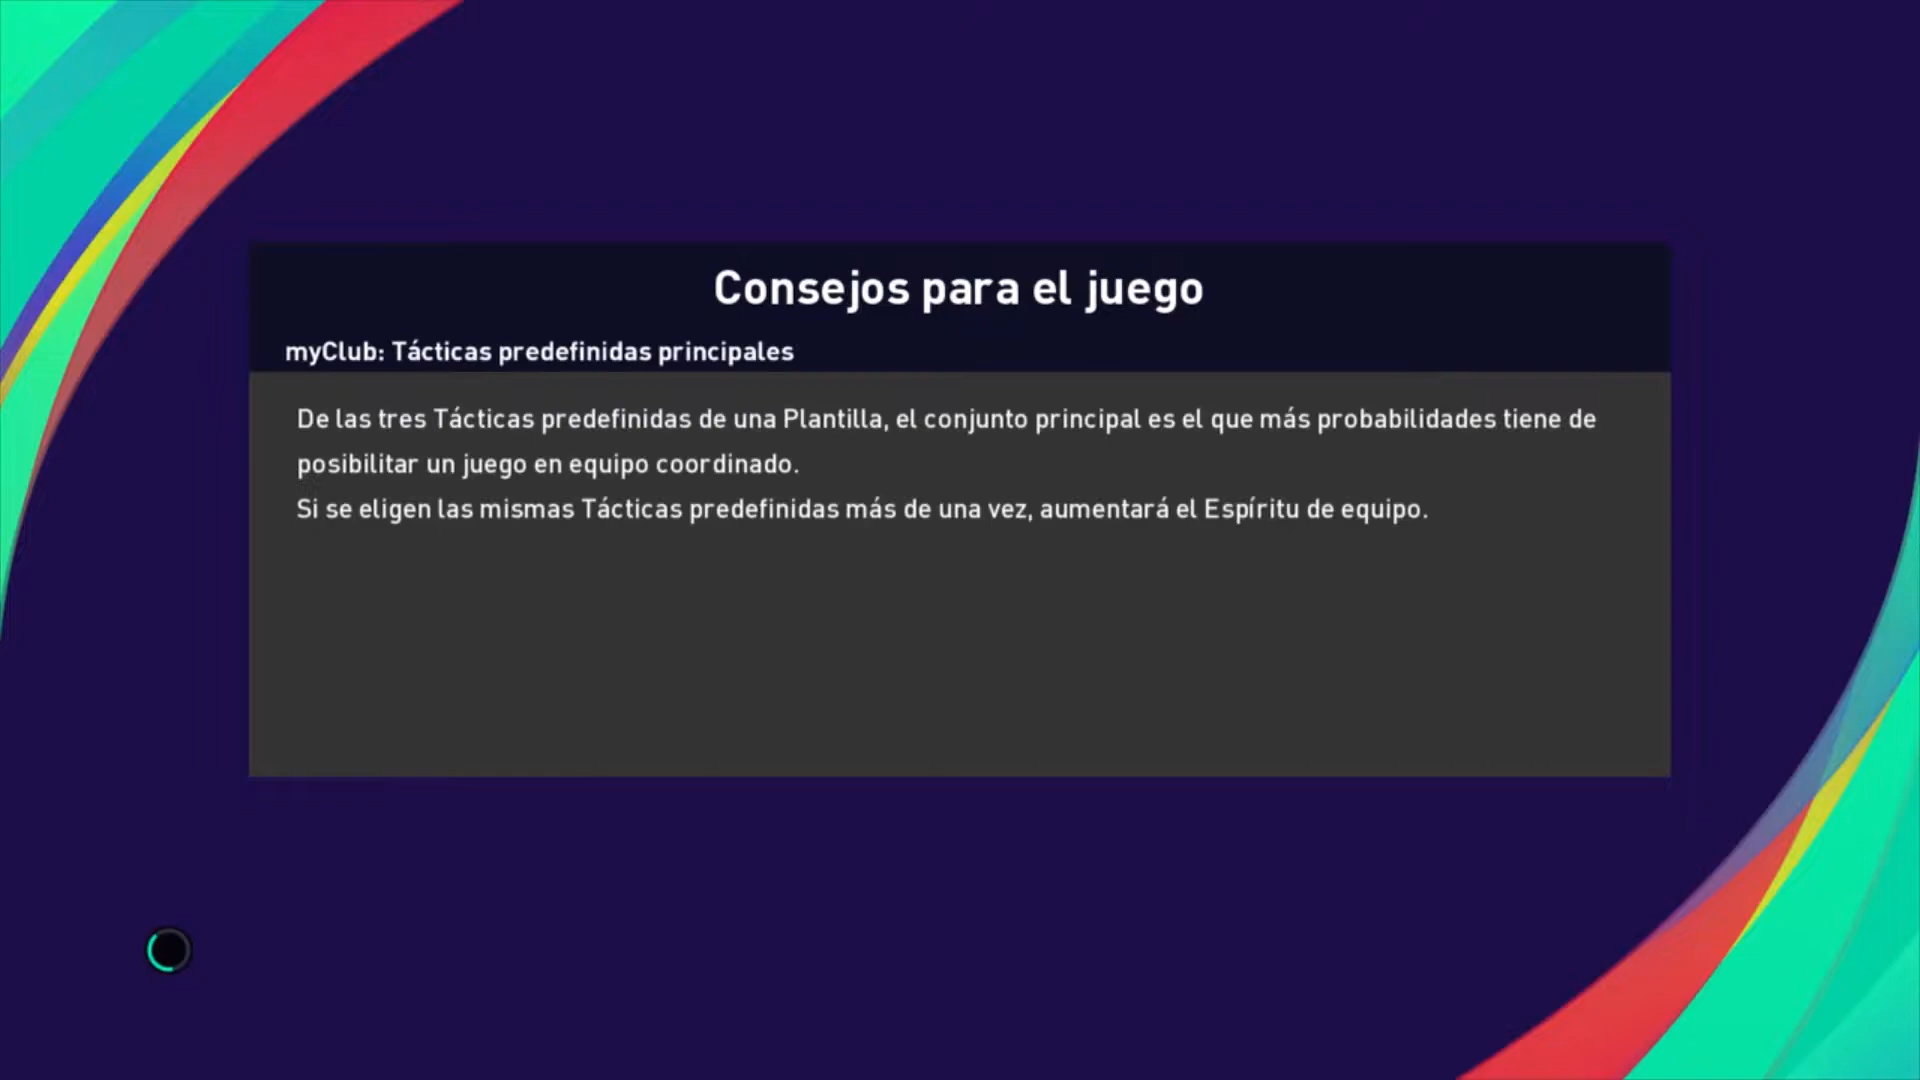 Consejos para el juego
myClub: Tácticas predefinidas principales
De las tres Tácticas predefinidas de una Plantilla, el conjunto principal es el que más probabilidades tiene de
posibilitar un juego en equipo coordinado.
Si se eligen las mismas Tácticas predefinidas más de una vez, aumentará el Espíritu de equipo.